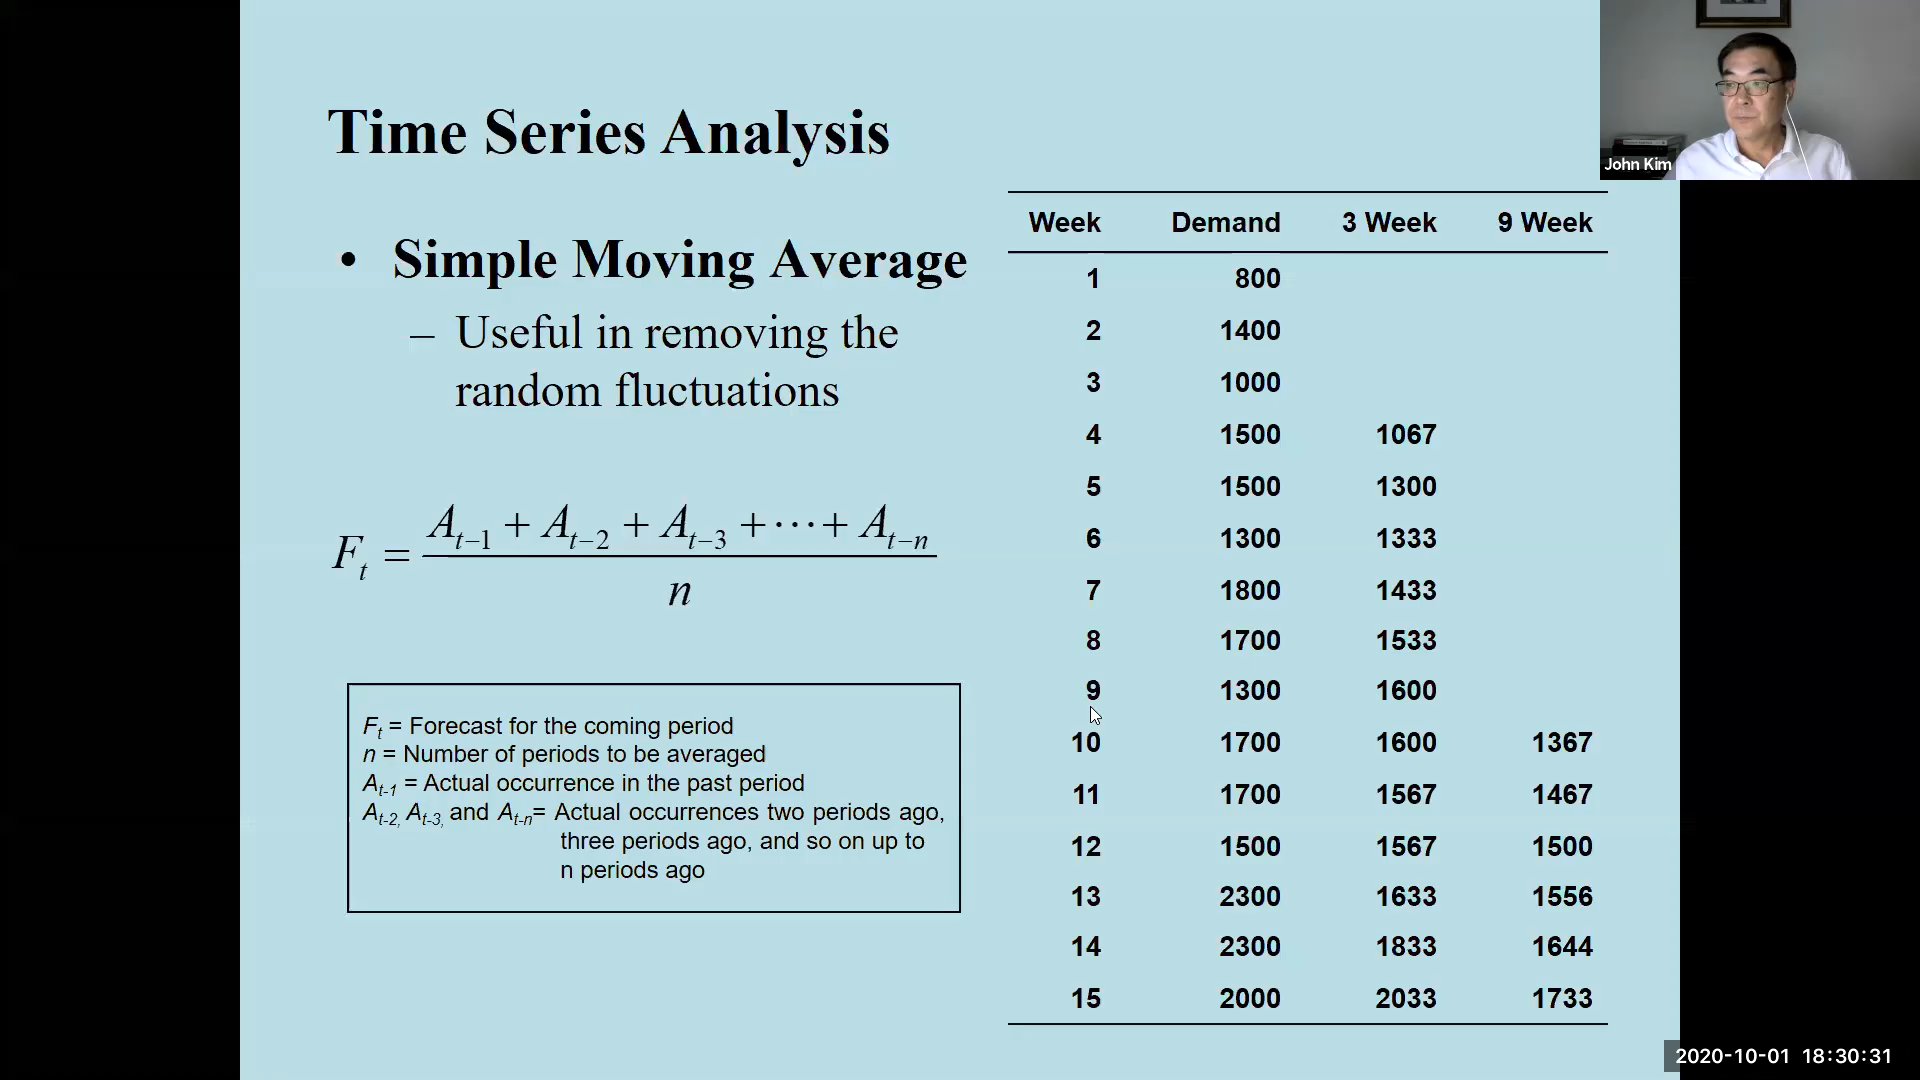 Time Series Analysis
• Simple Moving Average
– Useful in removing the
random fluctuations
F_t = (A_{t−1} + A_{t−2} + A_{t−3} + ⋯ + A_{t−n}) / n
F_t = Forecast for the coming period
n = Number of periods to be averaged
A_{t-1} = Actual occurrence in the past period
A_{t-2,} A_{t-3,} and A_{t-n}= Actual occurrences two periods ago,
three periods ago, and so on up to
n periods ago
Week Demand 3 Week 9 Week
1 800
2 1400
3 1000
4 1500 1067
5 1500 1300
6 1300 1333
7 1800 1433
8 1700 1533
9 1300 1600
10 1700 1600 1367
11 1700 1567 1467
12 1500 1567 1500
13 2300 1633 1556
14 2300 1833 1644
15 2000 2033 1733
John Kim
2020-10-01 18:30:31